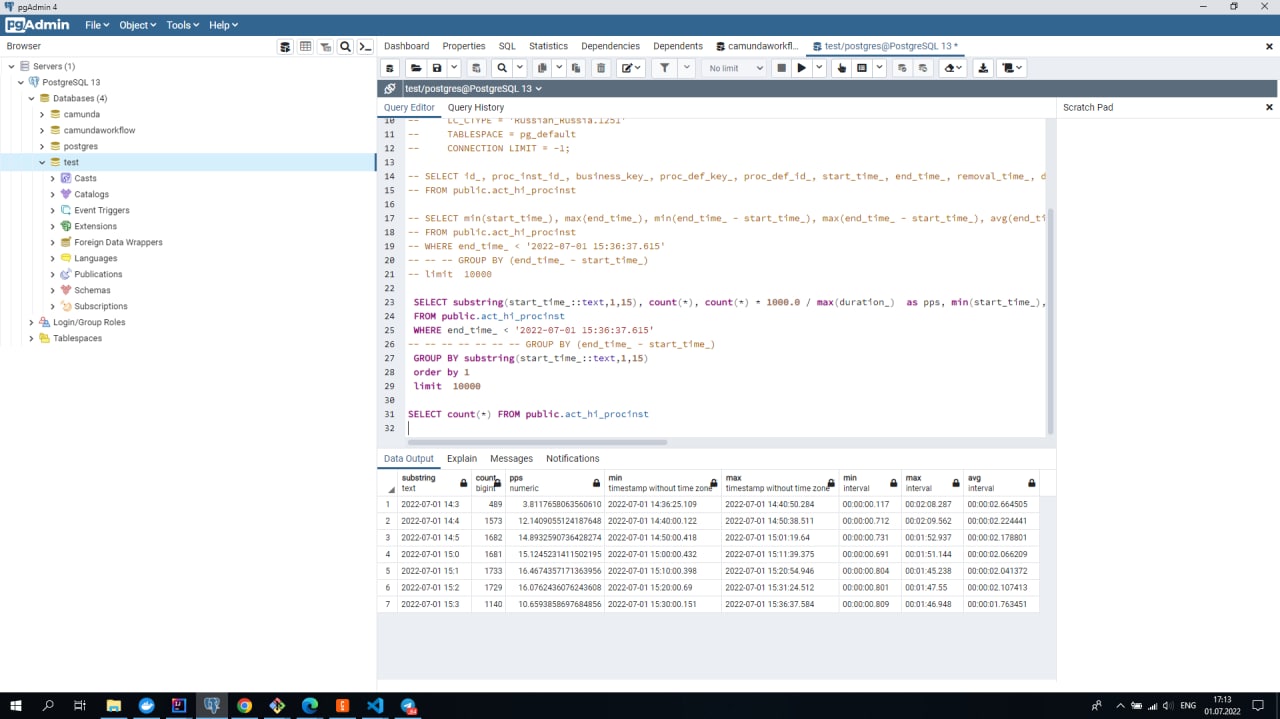 pgAdmin 4
pgAdmin File Object Tools Help
Browser
Dashboard Properties SQL Statistics Dependencies Dependents camundaworkfl... test/postgres@PostgreSQL 13 *
Servers (1)
PostgreSQL 13
Databases (4)
camunda
camundaworkflow
postgres
test
Casts
Catalogs
Event Triggers
Extensions
Foreign Data Wrappers
Languages
Publications
Schemas
Subscriptions
Login/Group Roles
Tablespaces
No limit
test/postgres@PostgreSQL 13
Query Editor Query History
Scratch Pad
10 -- LC_CTYPE = 'Russian_Russia.1251'
11 -- TABLESPACE = pg_default
12 -- CONNECTION LIMIT = -1;
13
14 -- SELECT id_, proc_inst_id_, business_key_, proc_def_key_, proc_def_id_, start_time_, end_time_, removal_time_, d
15 -- FROM public.act_hi_procinst
16
17 -- SELECT min(start_time_), max(end_time_), min(end_time_ - start_time_), max(end_time_ - start_time_), avg(end_ti
18 -- FROM public.act_hi_procinst
19 -- WHERE end_time_ < '2022-07-01 15:36:37.615'
20 -- -- -- GROUP BY (end_time_ - start_time_)
21 -- limit 10000
22
23 SELECT substring(start_time_::text,1,15), count(*), count(*) * 1000.0 / max(duration_) as pps, min(start_time_),
24 FROM public.act_hi_procinst
25 WHERE end_time_ < '2022-07-01 15:36:37.615'
26 -- -- -- -- -- -- -- GROUP BY (end_time_ - start_time_)
27 GROUP BY substring(start_time_::text,1,15)
28 order by 1
29 limit 10000
30
31 SELECT count(*) FROM public.act_hi_procinst
32
Data Output Explain Messages Notifications
substring count pps min max min max avg
text bigint numeric timestamp without time zone timestamp without time zone interval interval interval
1 2022-07-01 14:3 489 3.8117658063560610 2022-07-01 14:36:25.109 2022-07-01 14:40:50.284 00:00:00.117 00:02:08.287 00:00:02.664505
2 2022-07-01 14:4 1573 12.1409055124187648 2022-07-01 14:40:00.122 2022-07-01 14:50:38.511 00:00:00.712 00:02:09.562 00:00:02.224441
3 2022-07-01 14:5 1682 14.8932590736428274 2022-07-01 14:50:00.418 2022-07-01 15:01:19.64 00:00:00.731 00:01:52.937 00:00:02.178801
4 2022-07-01 15:0 1681 15.1245231411502195 2022-07-01 15:00:00.432 2022-07-01 15:11:39.375 00:00:00.691 00:01:51.144 00:00:02.066209
5 2022-07-01 15:1 1733 16.4674357171363956 2022-07-01 15:10:00.398 2022-07-01 15:20:54.946 00:00:00.804 00:01:45.238 00:00:02.041372
6 2022-07-01 15:2 1729 16.0762436076243608 2022-07-01 15:20:00.69 2022-07-01 15:31:24.512 00:00:00.801 00:01:47.55 00:00:02.107413
7 2022-07-01 15:3 1140 10.6593858697684856 2022-07-01 15:30:00.151 2022-07-01 15:36:37.584 00:00:00.809 00:01:46.948 00:00:01.763451
ENG
17:13
01.07.2022